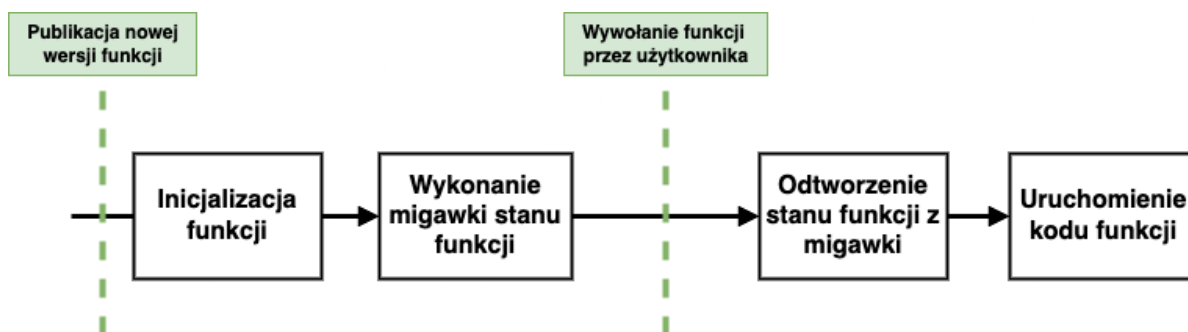 Publikacja nowej
wersji funkcji
Wywołanie funkcji
przez użytkownika
Inicjalizacja
funkcji
Wykonanie
migawki stanu
funkcji
Odtworzenie
stanu funkcji z
migawki
Uruchomienie
kodu funkcji